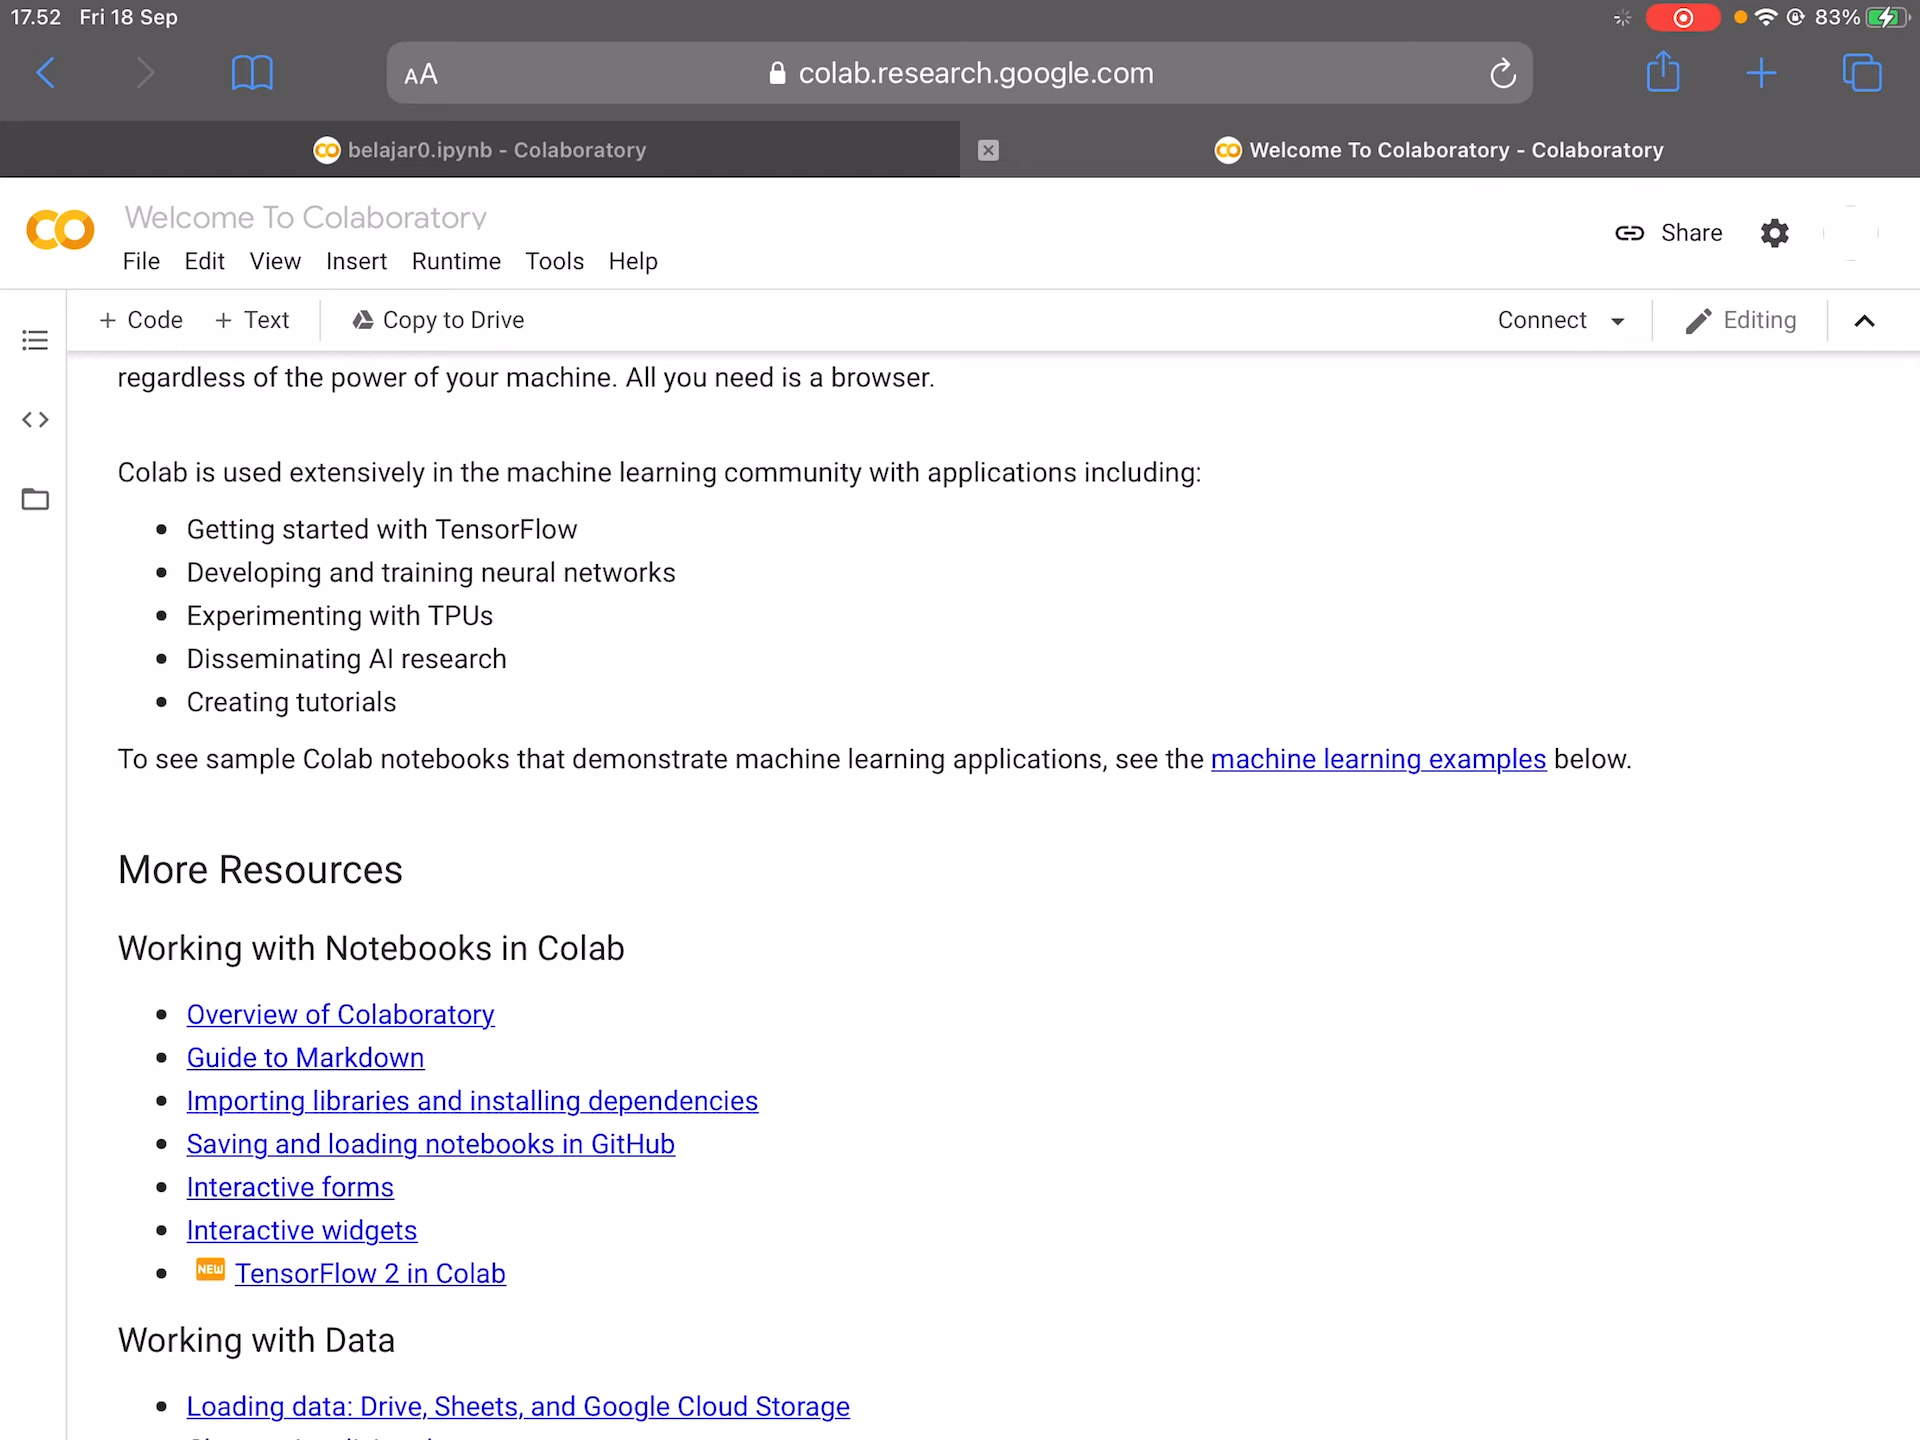 17.52 Fri 18 Sep
83%
AA colab.research.google.com
belajar0.ipynb - Colaboratory
Welcome To Colaboratory - Colaboratory
Welcome To Colaboratory
Share
File Edit View Insert Runtime Tools Help
+ Code + Text Copy to Drive
Connect Editing
regardless of the power of your machine. All you need is a browser.
Colab is used extensively in the machine learning community with applications including:
• Getting started with TensorFlow
• Developing and training neural networks
• Experimenting with TPUs
• Disseminating AI research
• Creating tutorials
To see sample Colab notebooks that demonstrate machine learning applications, see the machine learning examples below.
More Resources
Working with Notebooks in Colab
• Overview of Colaboratory
• Guide to Markdown
• Importing libraries and installing dependencies
• Saving and loading notebooks in GitHub
• Interactive forms
• Interactive widgets
• NEW TensorFlow 2 in Colab
Working with Data
• Loading data: Drive, Sheets, and Google Cloud Storage